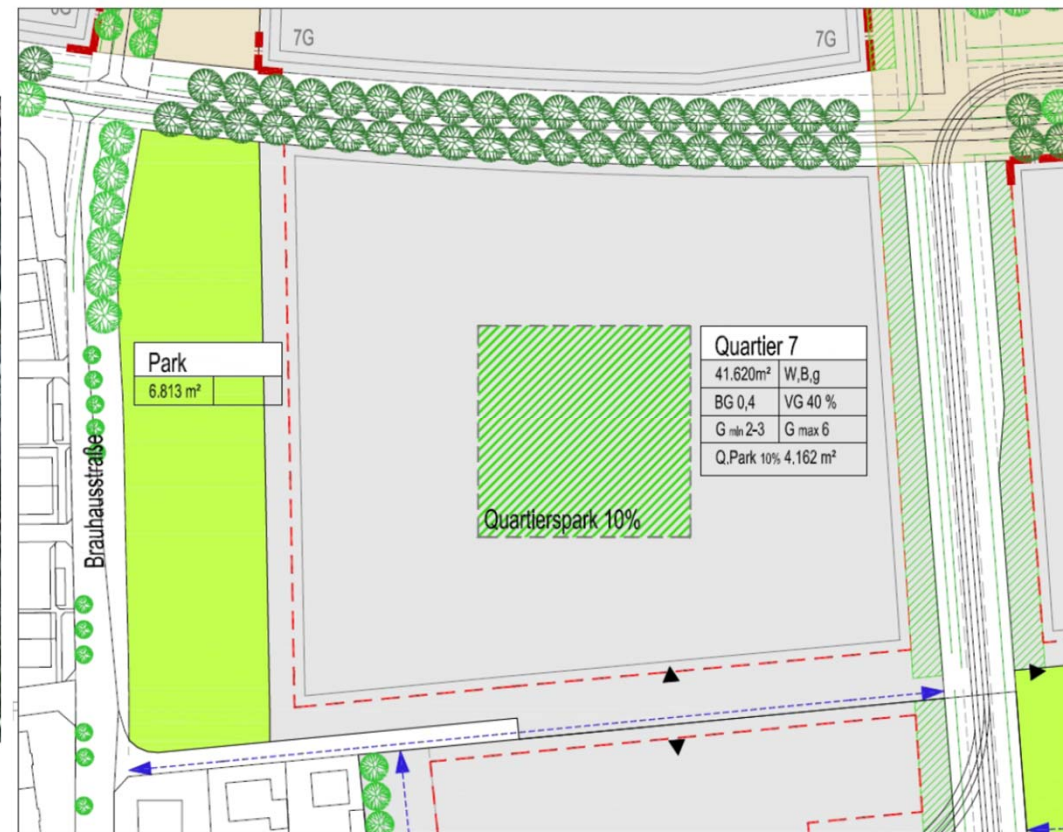 7G
7G
Park
6.813 m²
Brauhausstraße
Quartierspark 10%
Quartier 7
41.620m² W,B,g
BG 0,4 VG 40 %
G min 2-3 G max 6
Q.Park 10% 4,162 m²